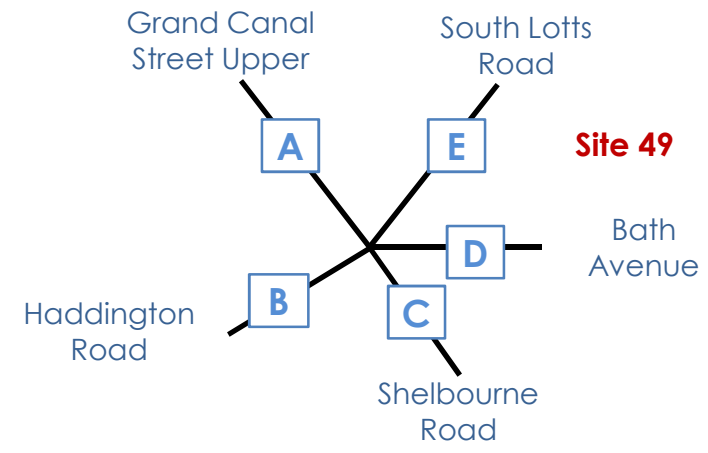 Grand Canal
Street Upper
South Lotts
Road
A
E
Site 49
Bath
Avenue
D
B
C
Haddington
Road
Shelbourne
Road